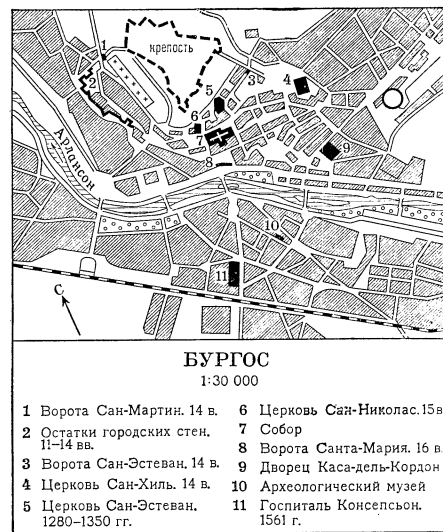 крепость
1
2
3
4
5
6
7
8
9
10
11
Арлансон
С
БУРГОС
1:30 000
1 Ворота Сан-Мартин. 14 в.
2 Остатки городских стен.
11–14 вв.
3 Ворота Сан-Эстеван. 14 в.
4 Церковь Сан-Хиль. 14 в.
5 Церковь Сан-Эстеван.
1280–1350 гг.
6 Церковь Сан-Николас. 15 в.
7 Собор
8 Ворота Санта-Мария. 16 в.
9 Дворец Каса-дель-Кордон
10 Археологический музей
11 Госпиталь Консепсьон.
1561 г.